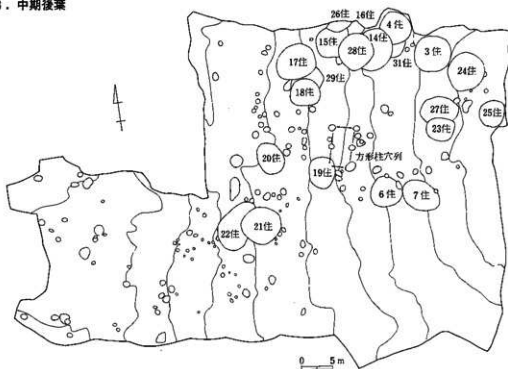 . 中期後葉
26住 16住 4住
15住 14住
28住 3住
17住 31住
29住 24住
18住
27住 25住
23住
方形柱穴列
20住
19住
6住 7住
22住 21住
0 5m